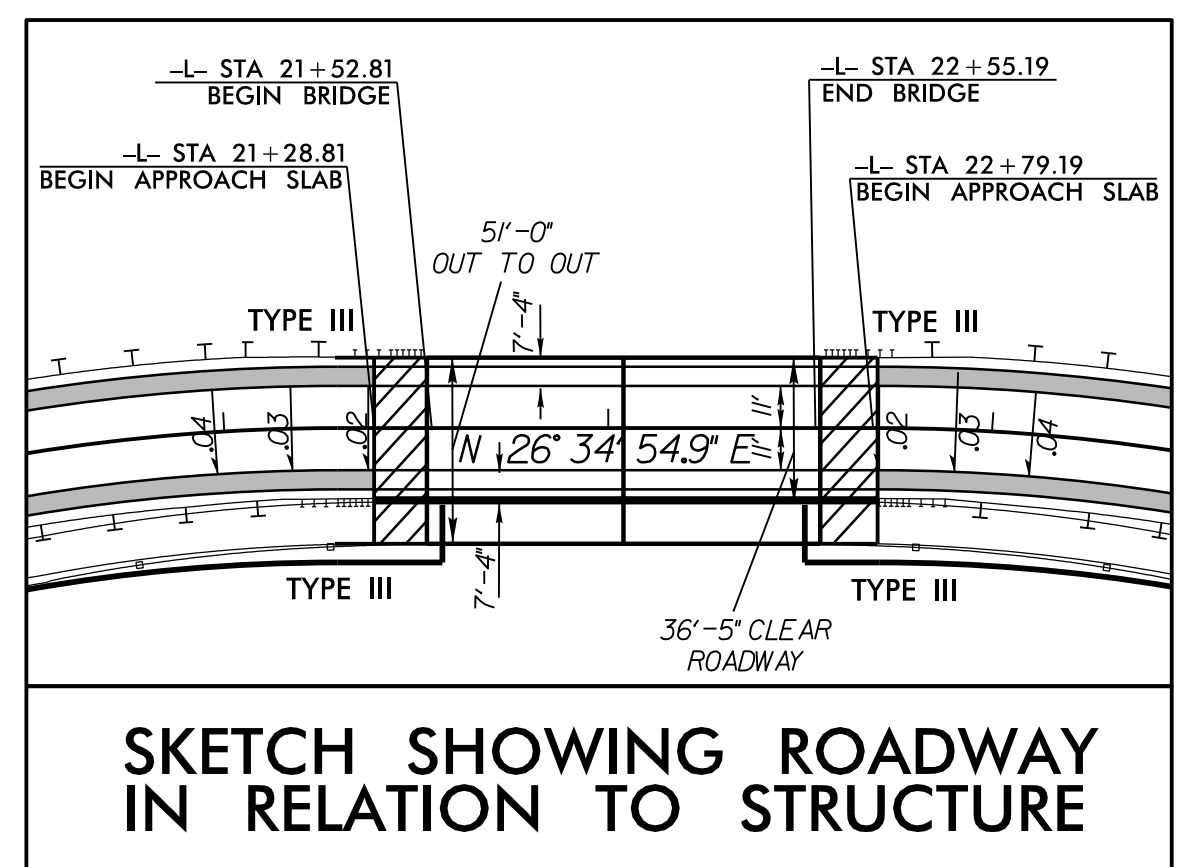 -L- STA 21+52.81
BEGIN BRIDGE
-L- STA 22+55.19
END BRIDGE
-L- STA 21+28.81
BEGIN APPROACH SLAB
-L- STA 22+79.19
BEGIN APPROACH SLAB
51'-0"
OUT TO OUT
TYPE III
7'-4"
TYPE III
.04
.03
.02
11'
11'
N 26° 34' 54.9" E
.02
.03
.04
TYPE III
7'-4"
TYPE III
36'-5" CLEAR
ROADWAY
SKETCH SHOWING ROADWAY
IN RELATION TO STRUCTURE